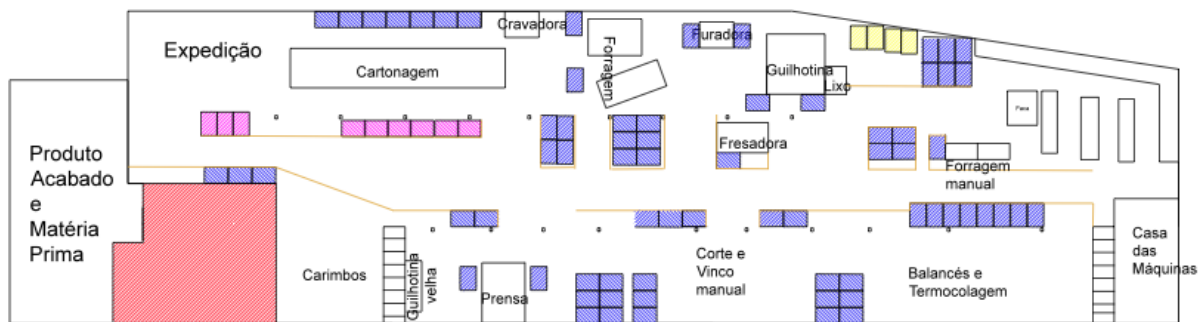 Expedição
Cravadora
Cartonagem
Forragem
Furadora
Guilhotina
Lixo
Fresadora
Forragem
manual
Produto
Acabado
e
Matéria
Prima
Carimbos
Guilhotina
velha
Prensa
Corte e
Vinco
manual
Balancés e
Termocolagem
Casa
das
Máquinas